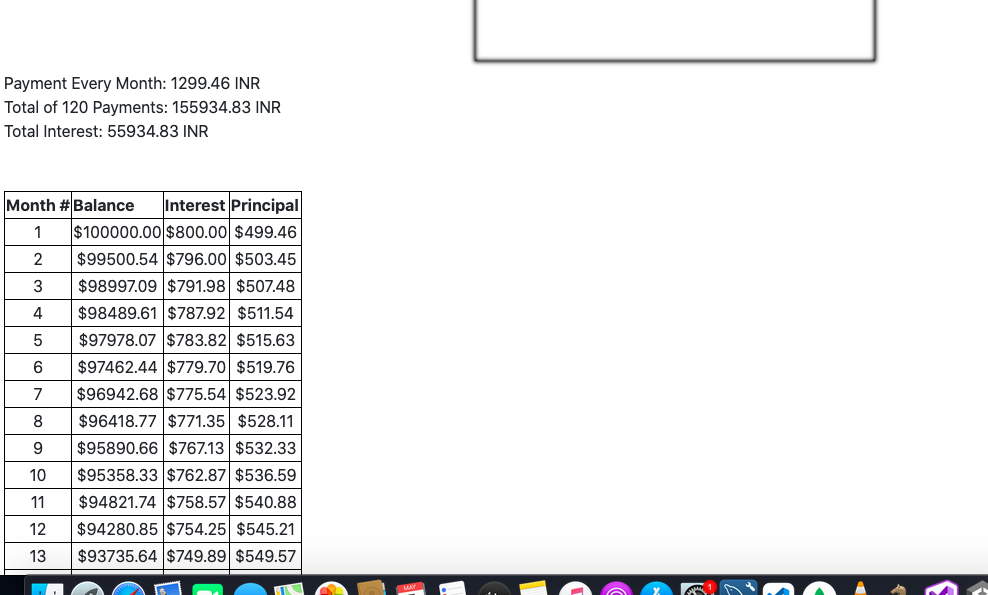 Payment Every Month: 1299.46 INR
Total of 120 Payments: 155934.83 INR
Total Interest: 55934.83 INR
Month # Balance Interest Principal
1 $100000.00 $800.00 $499.46
2 $99500.54 $796.00 $503.45
3 $98997.09 $791.98 $507.48
4 $98489.61 $787.92 $511.54
5 $97978.07 $783.82 $515.63
6 $97462.44 $779.70 $519.76
7 $96942.68 $775.54 $523.92
8 $96418.77 $771.35 $528.11
9 $95890.66 $767.13 $532.33
10 $95358.33 $762.87 $536.59
11 $94821.74 $758.57 $540.88
12 $94280.85 $754.25 $545.21
13 $93735.64 $749.89 $549.57
MAY
1